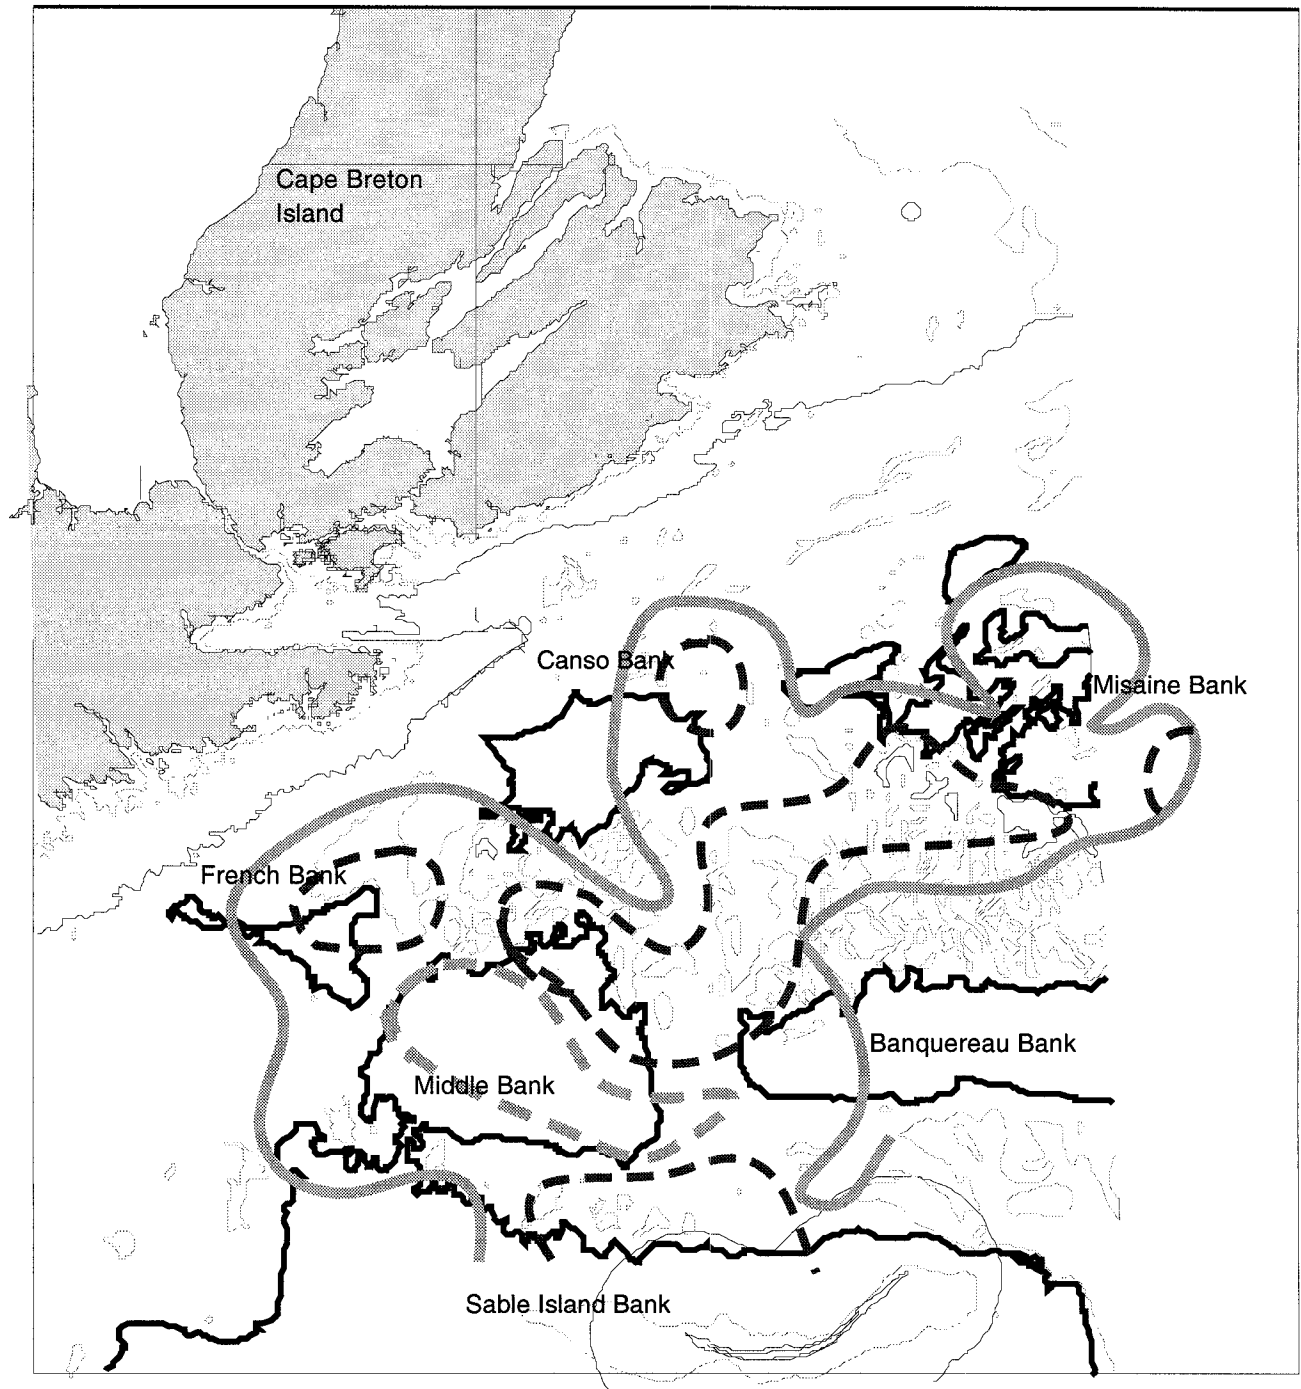 Cape Breton
Island
Canso Bank
Misaine Bank
French Bank
Banquereau Bank
Middle Bank
Sable Island Bank